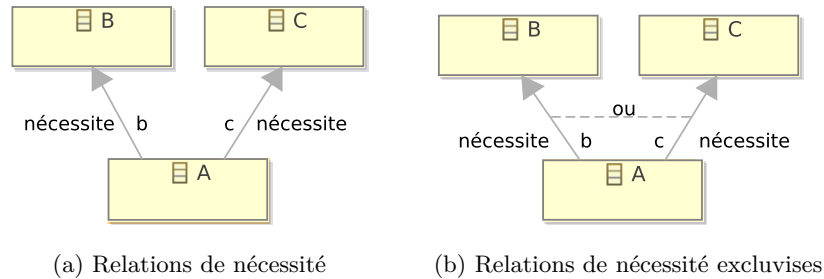 B
C
nécessite b
c nécessite
A
(a) Relations de nécessité
B
C
ou
nécessite b
c nécessite
A
(b) Relations de nécessité excluvises